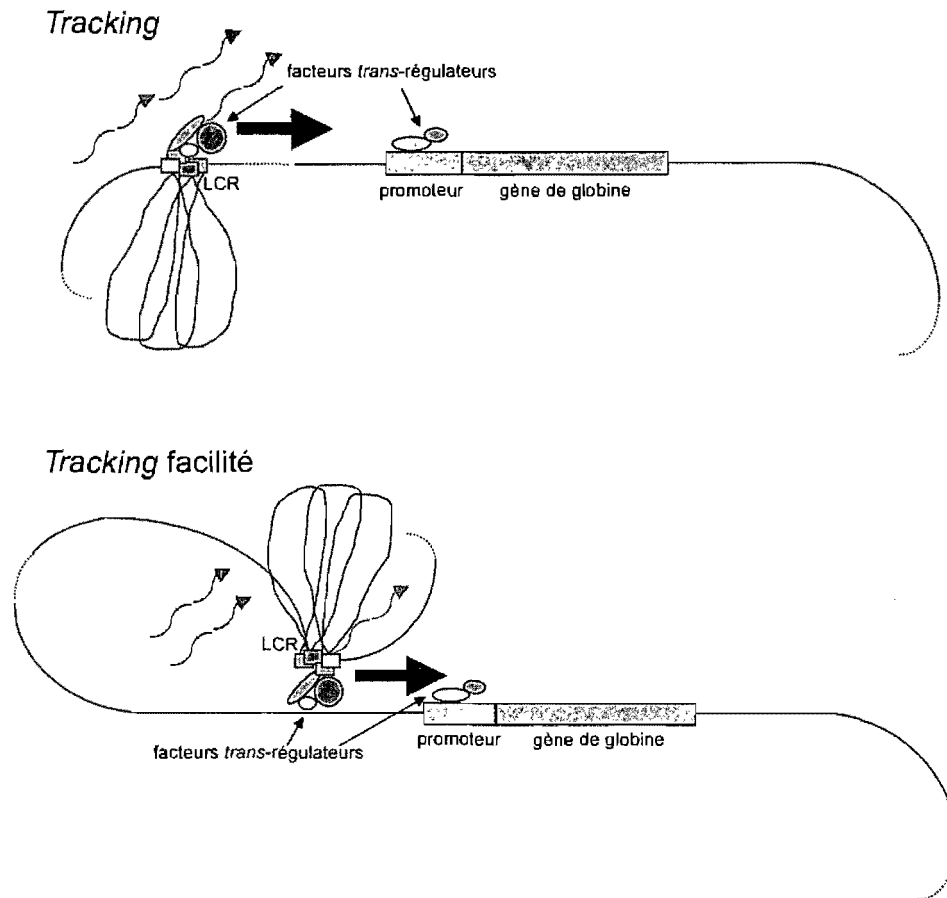 Tracking
facteurs trans-régulateurs
LCR
promoteur gène de globine
Tracking facilité
LCR
promoteur gène de globine
facteurs trans-régulateurs